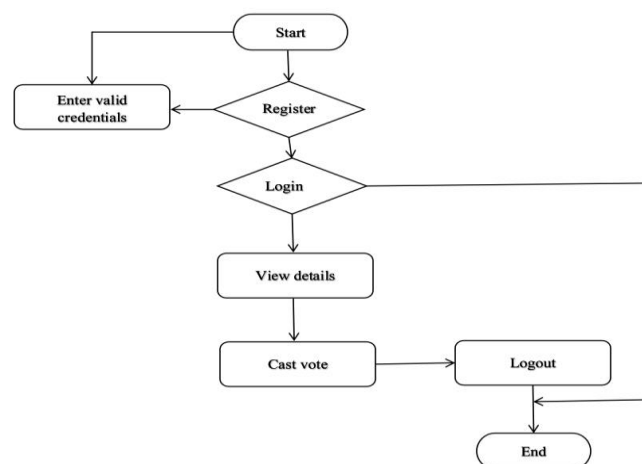 Start
Enter valid
credentials
Register
Login
View details
Cast vote
Logout
End